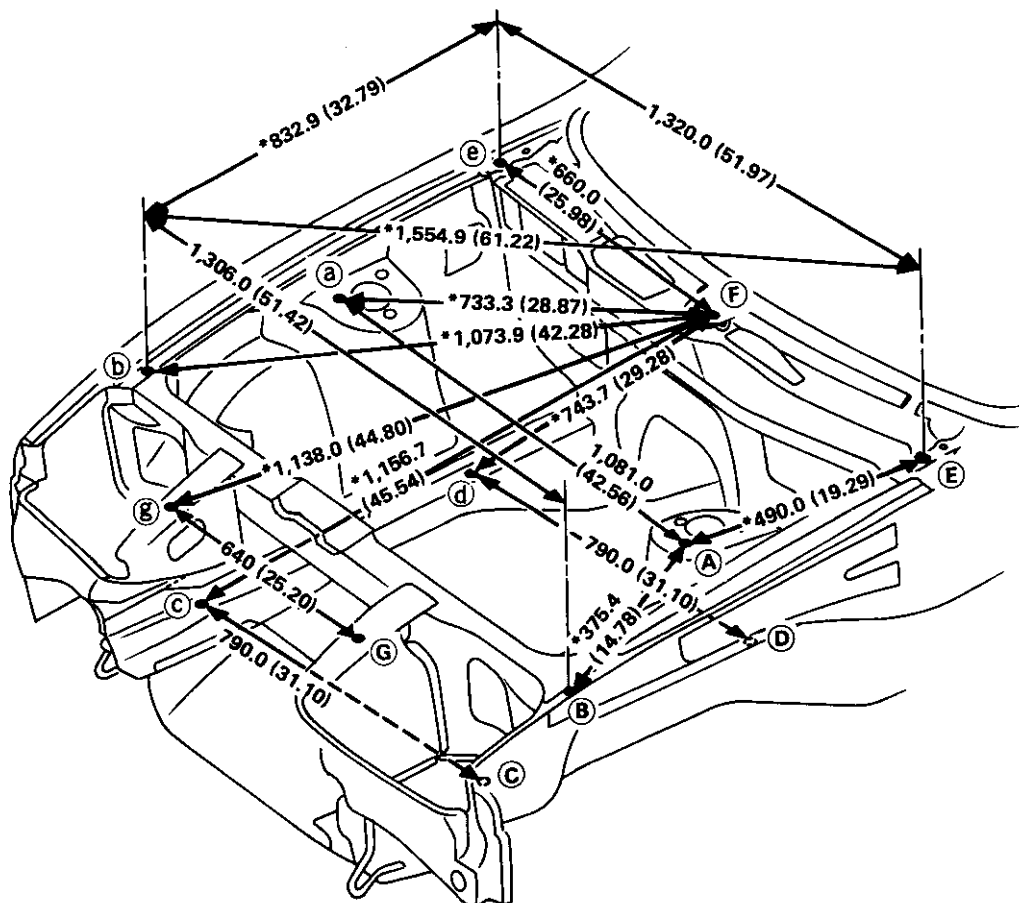 *832.9 (32.79)
1,320.0 (51.97)
e
*660.0
(25.98)
*1,554.9 (61.22)
1,306.0 (51.42)
a
F
*733.3 (28.87)
*1,073.9 (42.28)
b
*743.7 (29.28)
*1,138.0 (44.80)
*1,156.7
(45.54)
1,081.0
(42.56)
d
E
*490.0 (19.29)
g
790.0 (31.10)
A
640 (25.20)
*375.4
(14.78)
C
D
G
790.0 (31.10)
B
C